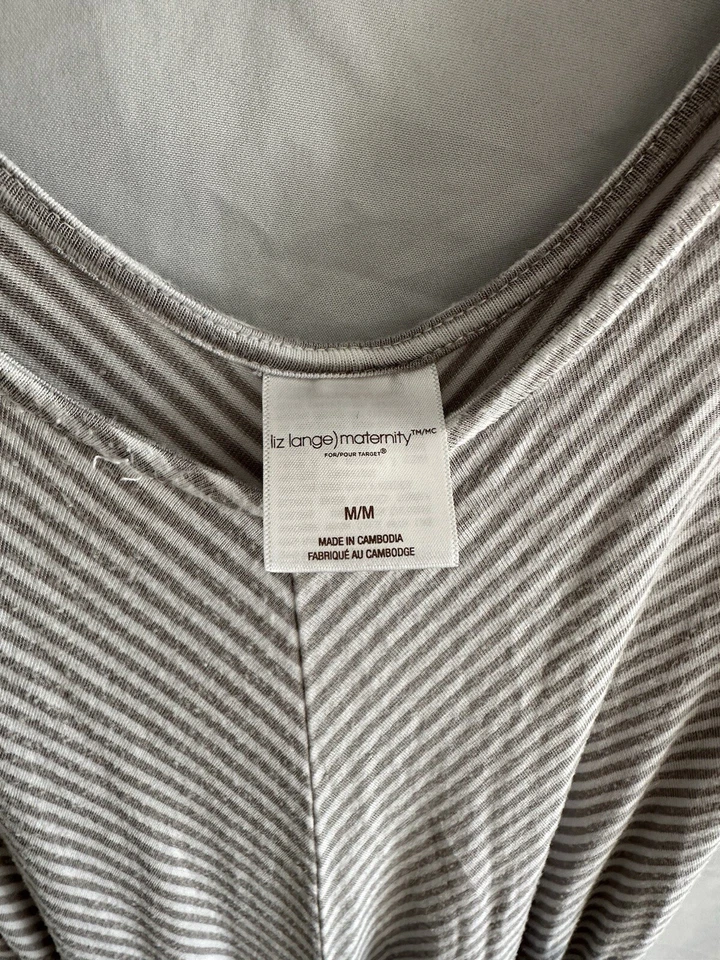 liz lange)maternity™/MC
FOR/POUR TARGET®
M/M
MADE IN CAMBODIA
FABRIQUÉ AU CAMBODGE